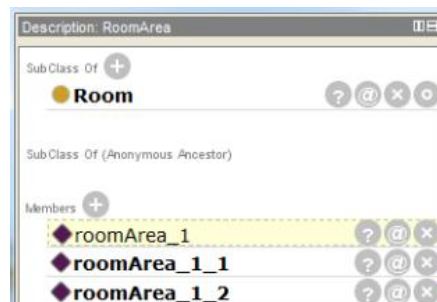 Description: RoomArea
SubClass Of
Room
SubClass Of (Anonymous Ancestor)
Members
roomArea_1
roomArea_1_1
roomArea_1_2